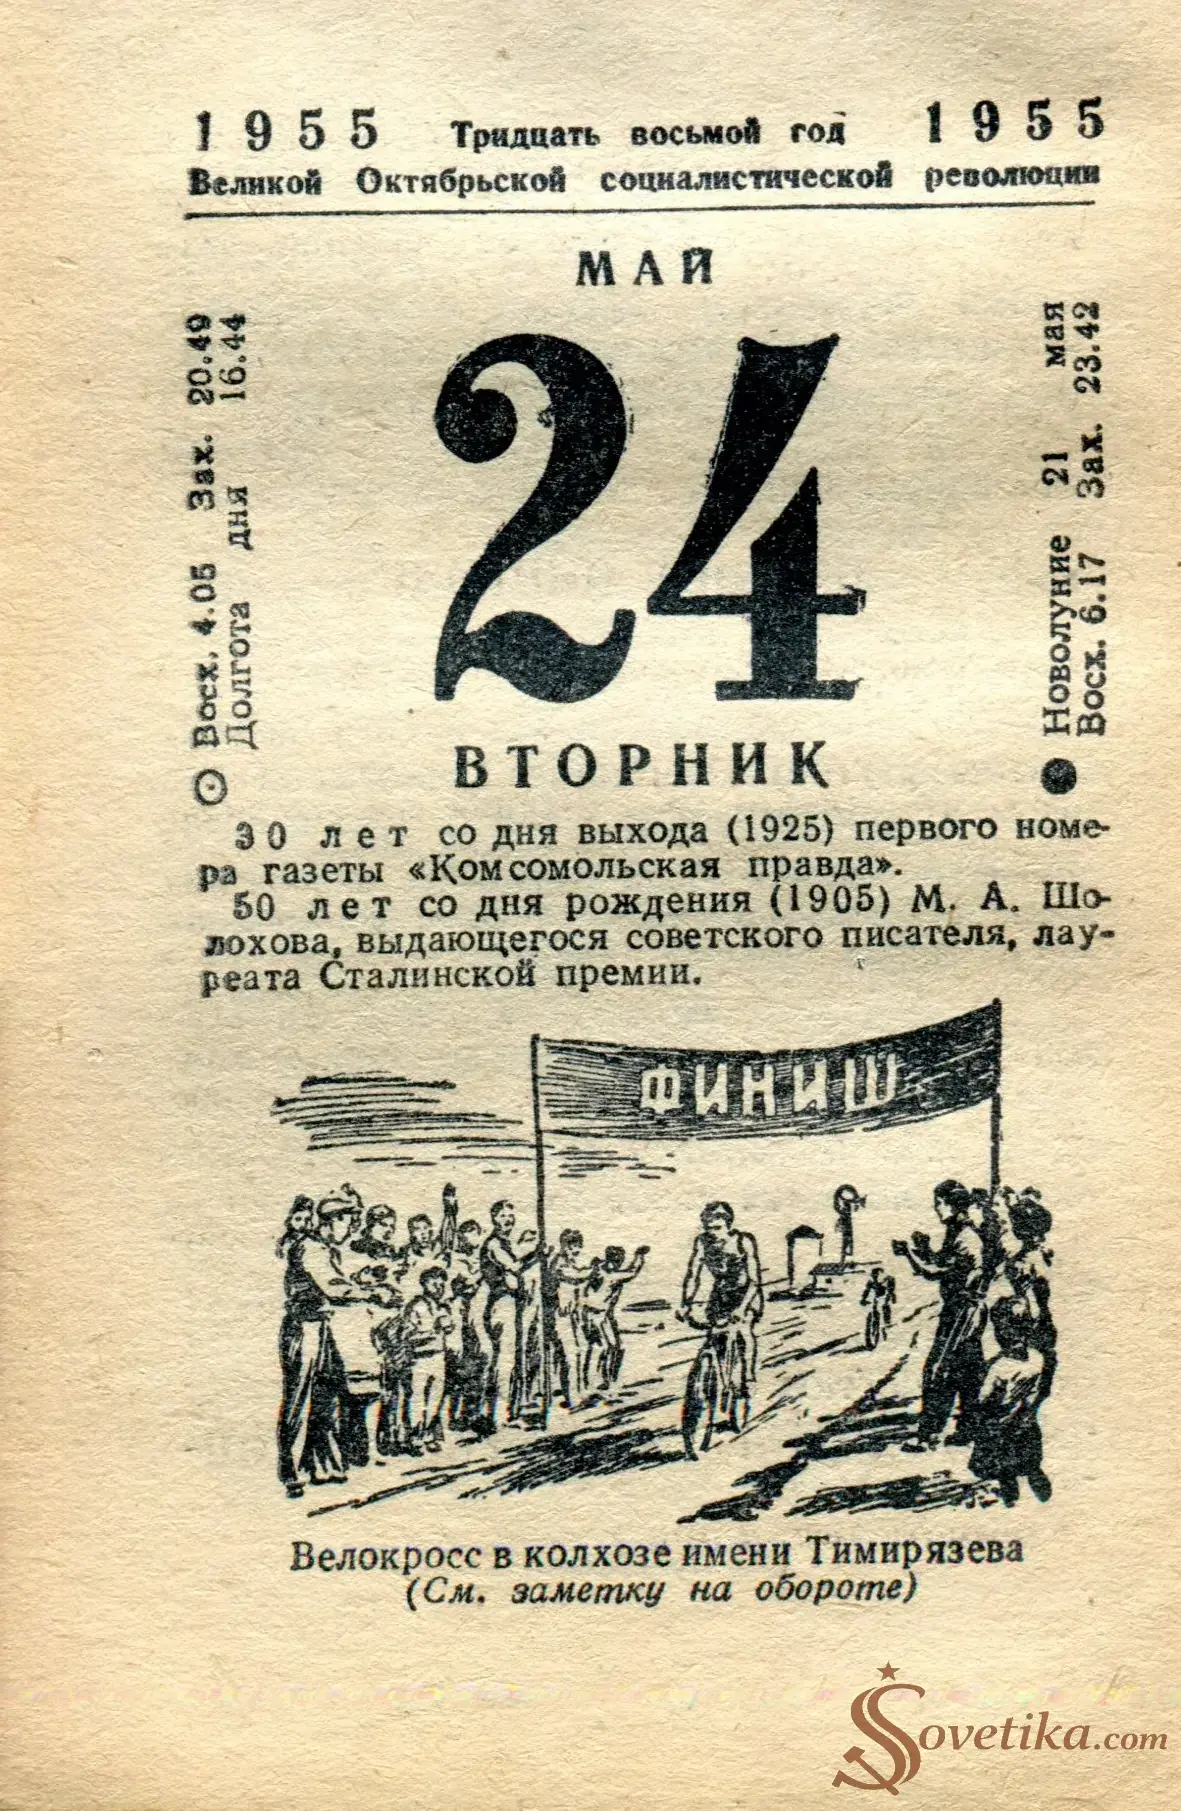 1955 Тридцать восьмой год 1955
Великой Октябрьской социалистической революции
МАЙ
Восх. 4.05 Зах. 20.49
Долгота дня 16.44
24
Новолуние 21 мая
Восх. 6.17 Зах. 23.42
ВТОРНИК
30 лет со дня выхода (1925) первого номе-
ра газеты «Комсомольская правда».
50 лет со дня рождения (1905) М. А. Шо-
лохова, выдающегося советского писателя, лау-
реата Сталинской премии.
ФИНИШ
Велокросс в колхозе имени Тимирязева
(См. заметку на обороте)
Sovetika.com